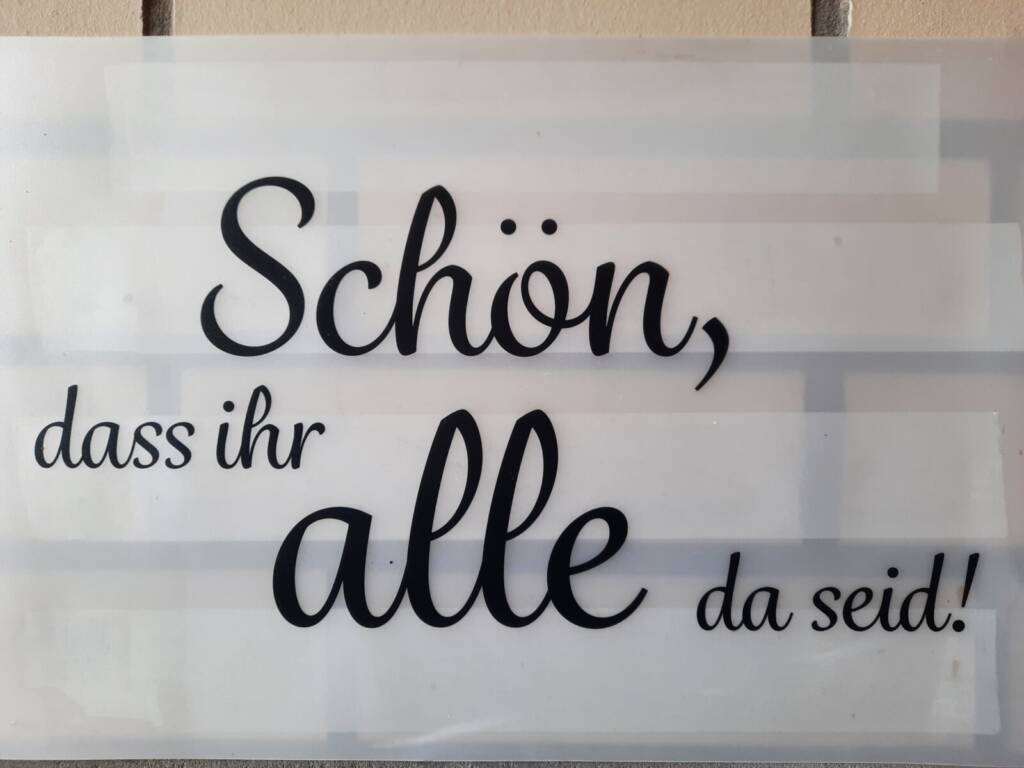 Schön,
dass ihr
alle
da seid!